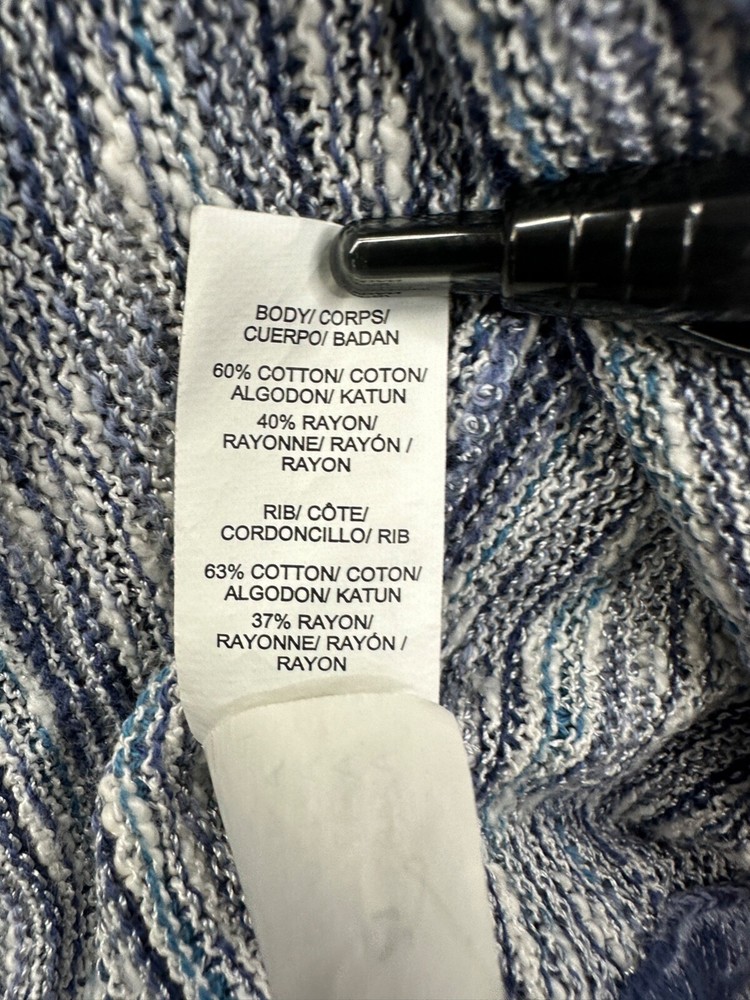 BODY/ CORPS/
CUERPO/ BADAN
60% COTTON/ COTON/
ALGODON/ KATUN
40% RAYON/
RAYONNE/ RAYÓN /
RAYON
RIB/ CÔTE/
CORDONCILLO/ RIB
63% COTTON/ COTON/
ALGODON/ KATUN
37% RAYON/
RAYONNE/ RAYÓN /
RAYON